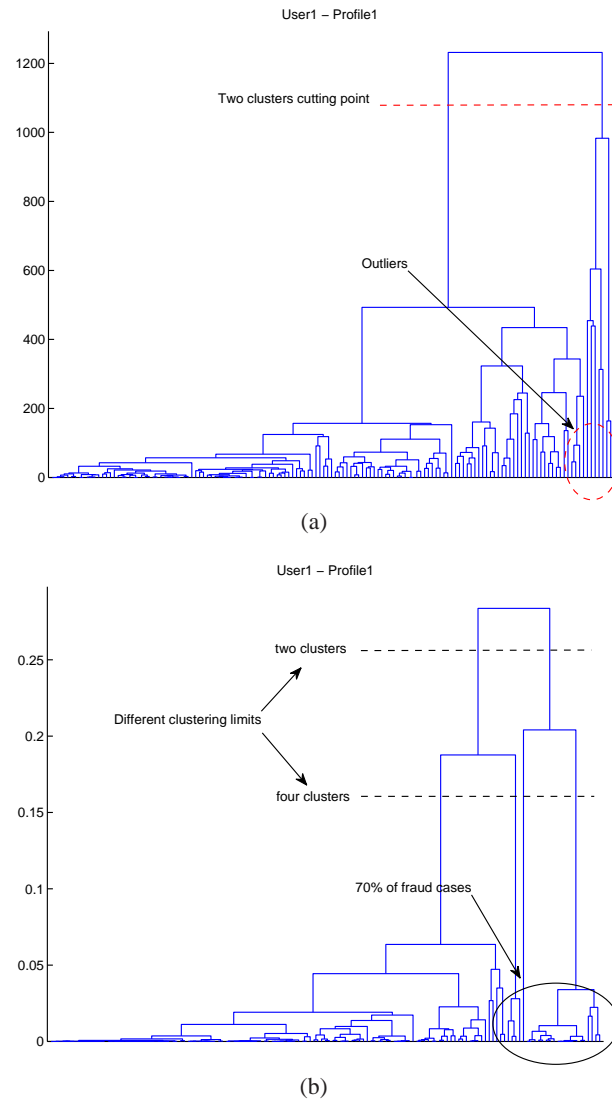 User1 – Profile1
1200
Two clusters cutting point
1000
800
Outliers
600
400
200
0
(a)
User1 – Profile1
0.25
two clusters
Different clustering limits
0.2
four clusters
0.15
0.1
70% of fraud cases
0.05
0
(b)